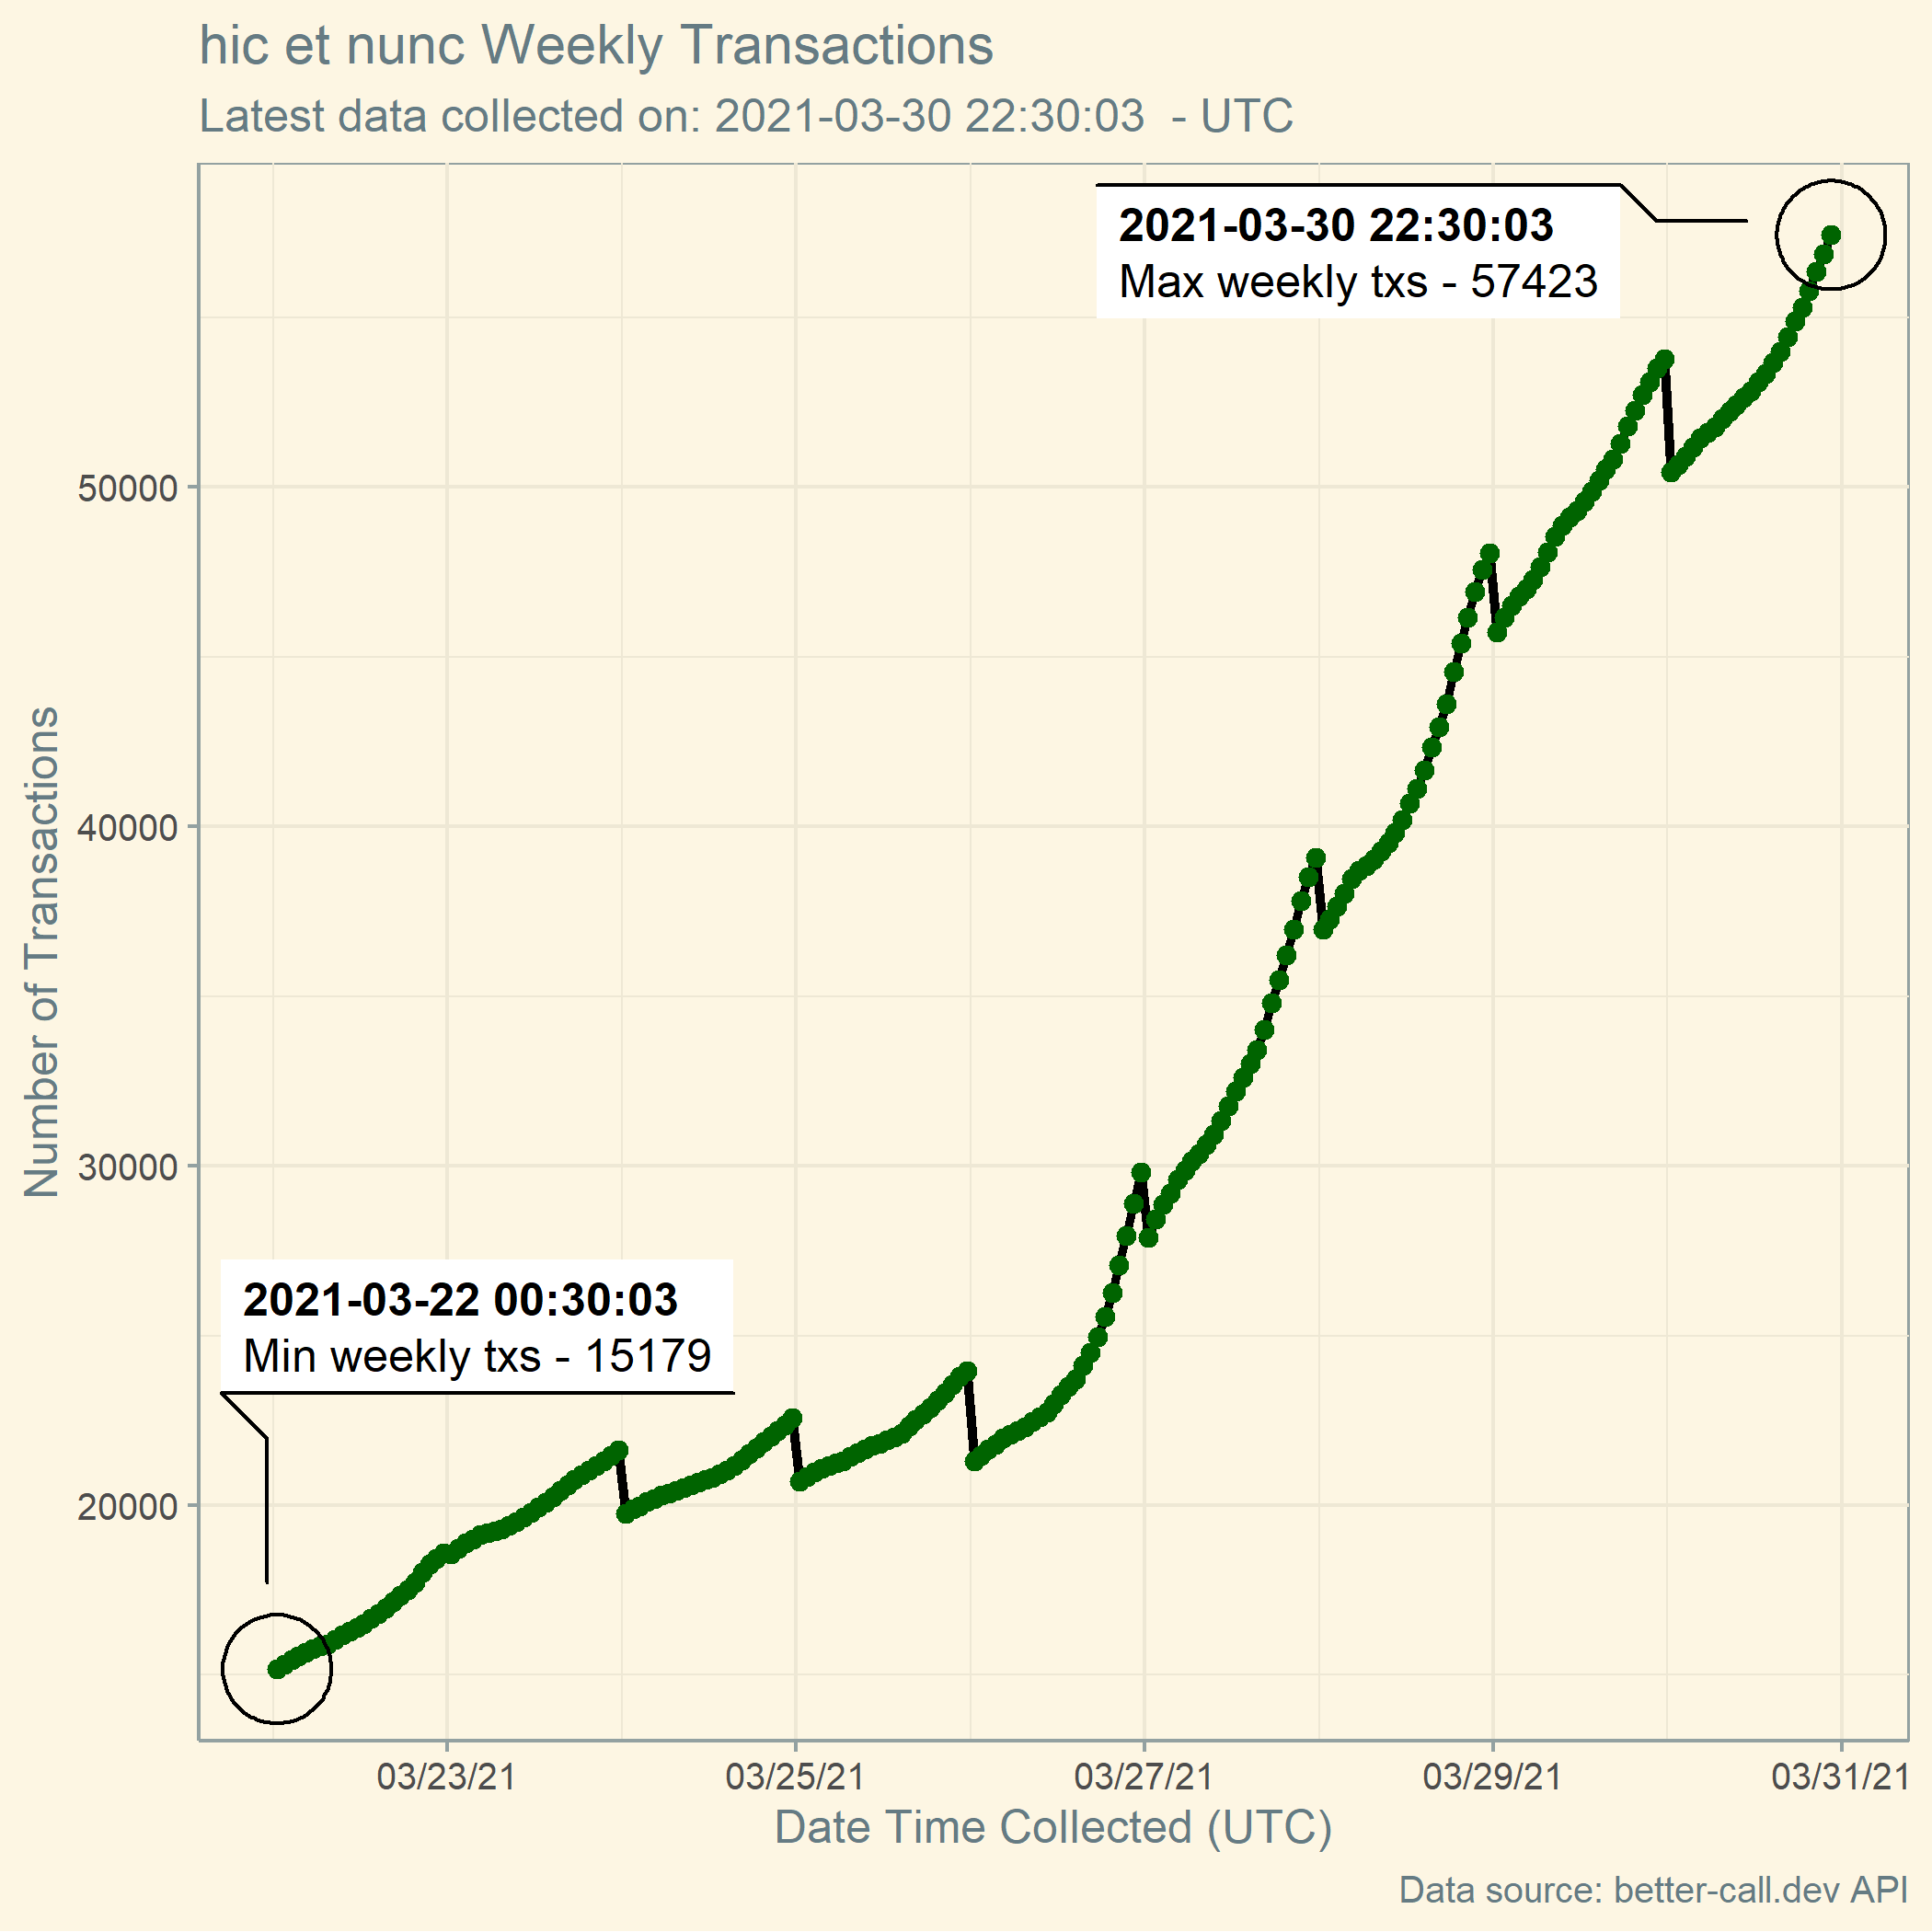 hic et nunc Weekly Transactions
Latest data collected on: 2021-03-30 22:30:03  - UTC
2021-03-30 22:30:03
Max weekly txs - 57423
50000
40000
30000
20000
Number of Transactions
2021-03-22 00:30:03
Min weekly txs - 15179
03/23/21 03/25/21 03/27/21 03/29/21 03/31/21
Date Time Collected (UTC)
Data source: better-call.dev API